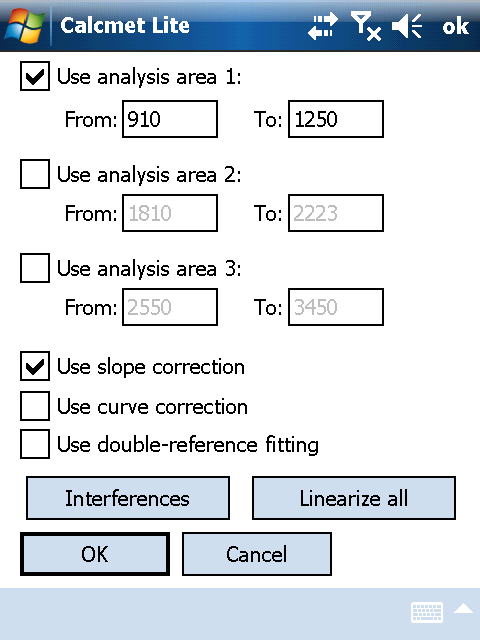 Calcmet Lite ok
Use analysis area 1:
From: 910 To: 1250
Use analysis area 2:
From: 1810 To: 2223
Use analysis area 3:
From: 2550 To: 3450
Use slope correction
Use curve correction
Use double-reference fitting
Interferences Linearize all
OK Cancel